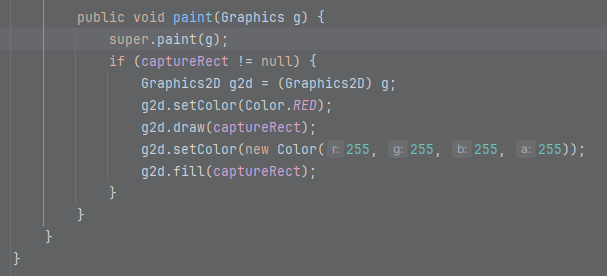 public void paint(Graphics g) {
super.paint(g);
if (captureRect != null) {
Graphics2D g2d = (Graphics2D) g;
g2d.setColor(Color.RED);
g2d.draw(captureRect);
g2d.setColor(new Color( r: 255, g: 255, b: 255, a: 255));
g2d.fill(captureRect);
}
}
}
}